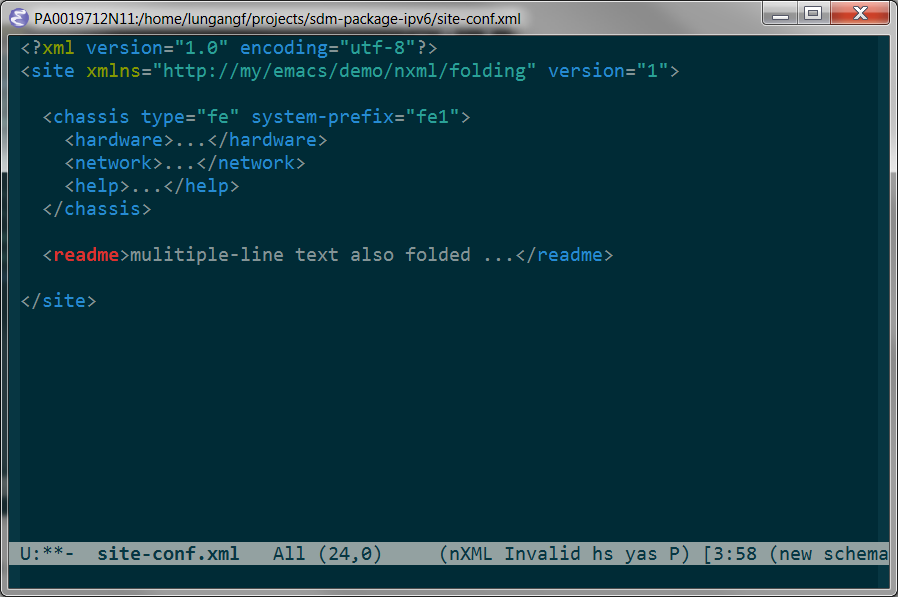 PA0019712N11:/home/lungangf/projects/sdm-package-ipv6/site-conf.xml
<?xml version="1.0" encoding="utf-8"?>
<site xmlns="http://my/emacs/demo/nxml/folding" version="1">
<chassis type="fe" system-prefix="fe1">
<hardware>...</hardware>
<network>...</network>
<help>...</help>
</chassis>
<readme>mulitiple-line text also folded ...</readme>
</site>
U:**- site-conf.xml All (24,0) (nXML Invalid hs yas P) [3:58 (new schema